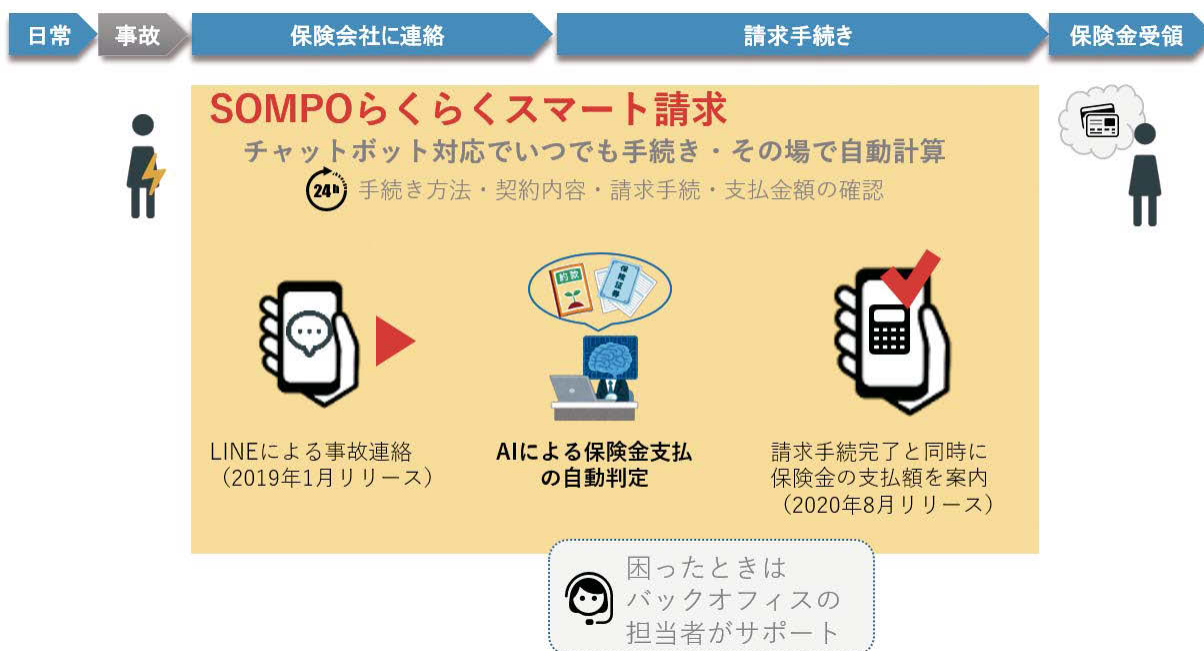 日常
事故
保険会社に連絡
請求手続き
保険金受領
SOMPOらくらくスマート請求
チャットボット対応でいつでも手続き・その場で自動計算
24h
手続き方法・契約内容・請求手続・支払金額の確認
約款
保険証券
LINEによる事故連絡
（2019年1月リリース）
AIによる保険金支払
の自動判定
請求手続完了と同時に
保険金の支払額を案内
（2020年8月リリース）
困ったときは
バックオフィスの
担当者がサポート